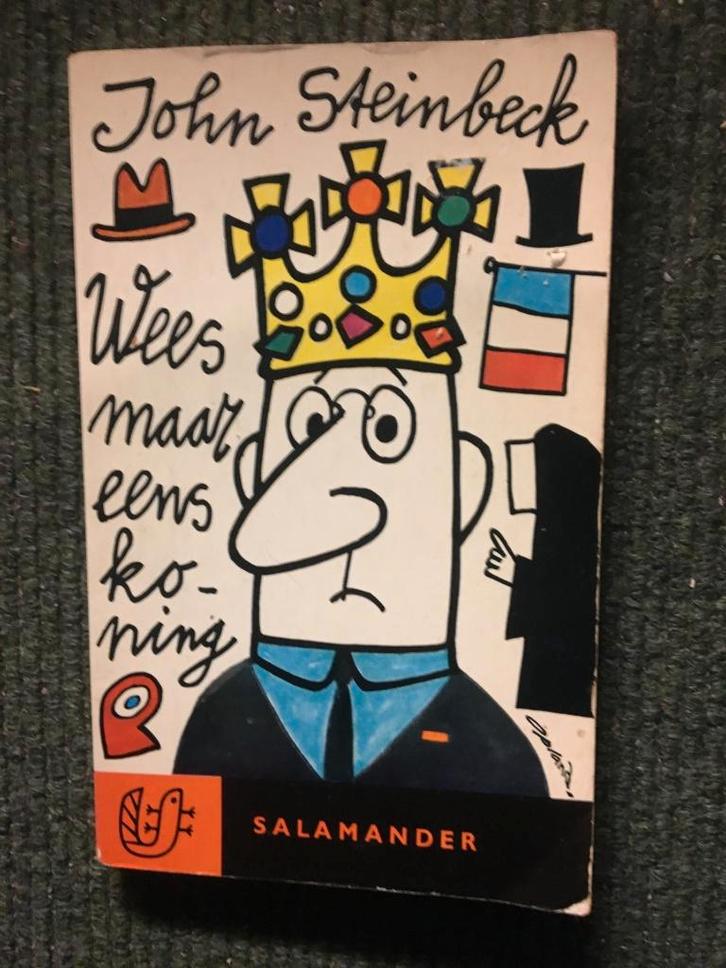 John Steinbeck
Wees
maar
eens
ko-
ning
SALAMANDER